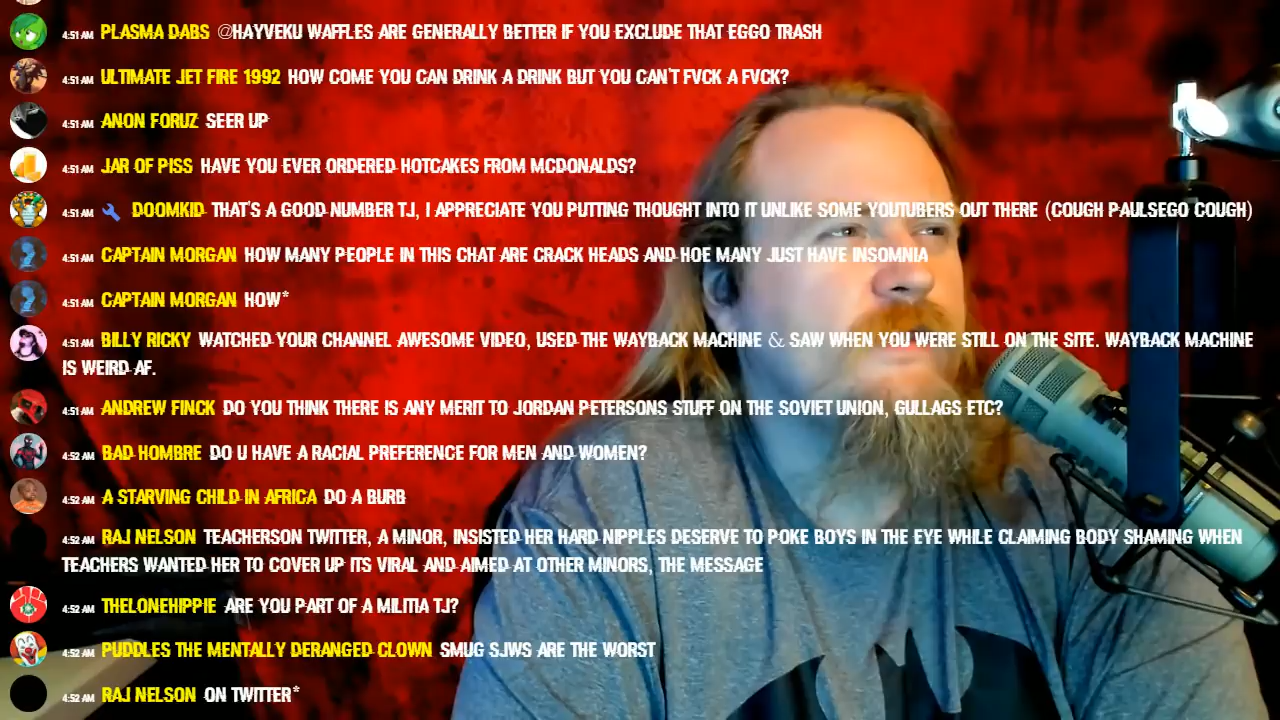 4:51 AM PLASMA DABS @HAYVEKU WAFFLES ARE GENERALLY BETTER IF YOU EXCLUDE THAT EGGO TRASH
4:51 AM ULTIMATE JET FIRE 1992 HOW COME YOU CAN DRINK A DRINK BUT YOU CAN'T FVCK A FVCK?
4:51 AM ANON FORUZ SEER UP
4:51 AM JAR OF PISS HAVE YOU EVER ORDERED HOTCAKES FROM MCDONALDS?
4:51 AM DOOMKID THAT'S A GOOD NUMBER TJ, I APPRECIATE YOU PUTTING THOUGHT INTO IT UNLIKE SOME YOUTUBERS OUT THERE (COUGH PAULSEGO COUGH)
4:51 AM CAPTAIN MORGAN HOW MANY PEOPLE IN THIS CHAT ARE CRACK HEADS AND HOE MANY JUST HAVE INSOMNIA
4:51 AM CAPTAIN MORGAN HOW*
4:51 AM BILLY RICKY WATCHED YOUR CHANNEL AWESOME VIDEO, USED THE WAYBACK MACHINE & SAW WHEN YOU WERE STILL ON THE SITE. WAYBACK MACHINE
IS WEIRD AF.
4:51 AM ANDREW FINCK DO YOU THINK THERE IS ANY MERIT TO JORDAN PETERSONS STUFF ON THE SOVIET UNION, GULLAGS ETC?
4:52 AM BAD HOMBRE DO U HAVE A RACIAL PREFERENCE FOR MEN AND WOMEN?
4:52 AM A STARVING CHILD IN AFRICA DO A BURB
4:52 AM RAJ NELSON TEACHERSON TWITTER, A MINOR, INSISTED HER HARD NIPPLES DESERVE TO POKE BOYS IN THE EYE WHILE CLAIMING BODY SHAMING WHEN
TEACHERS WANTED HER TO COVER UP ITS VIRAL AND AIMED AT OTHER MINORS, THE MESSAGE
4:52 AM THELONEHIPPIE ARE YOU PART OF A MILITIA TJ?
4:52 AM PUDDLES THE MENTALLY DERANGED CLOWN SMUG SJWS ARE THE WORST
4:52 AM RAJ NELSON ON TWITTER*